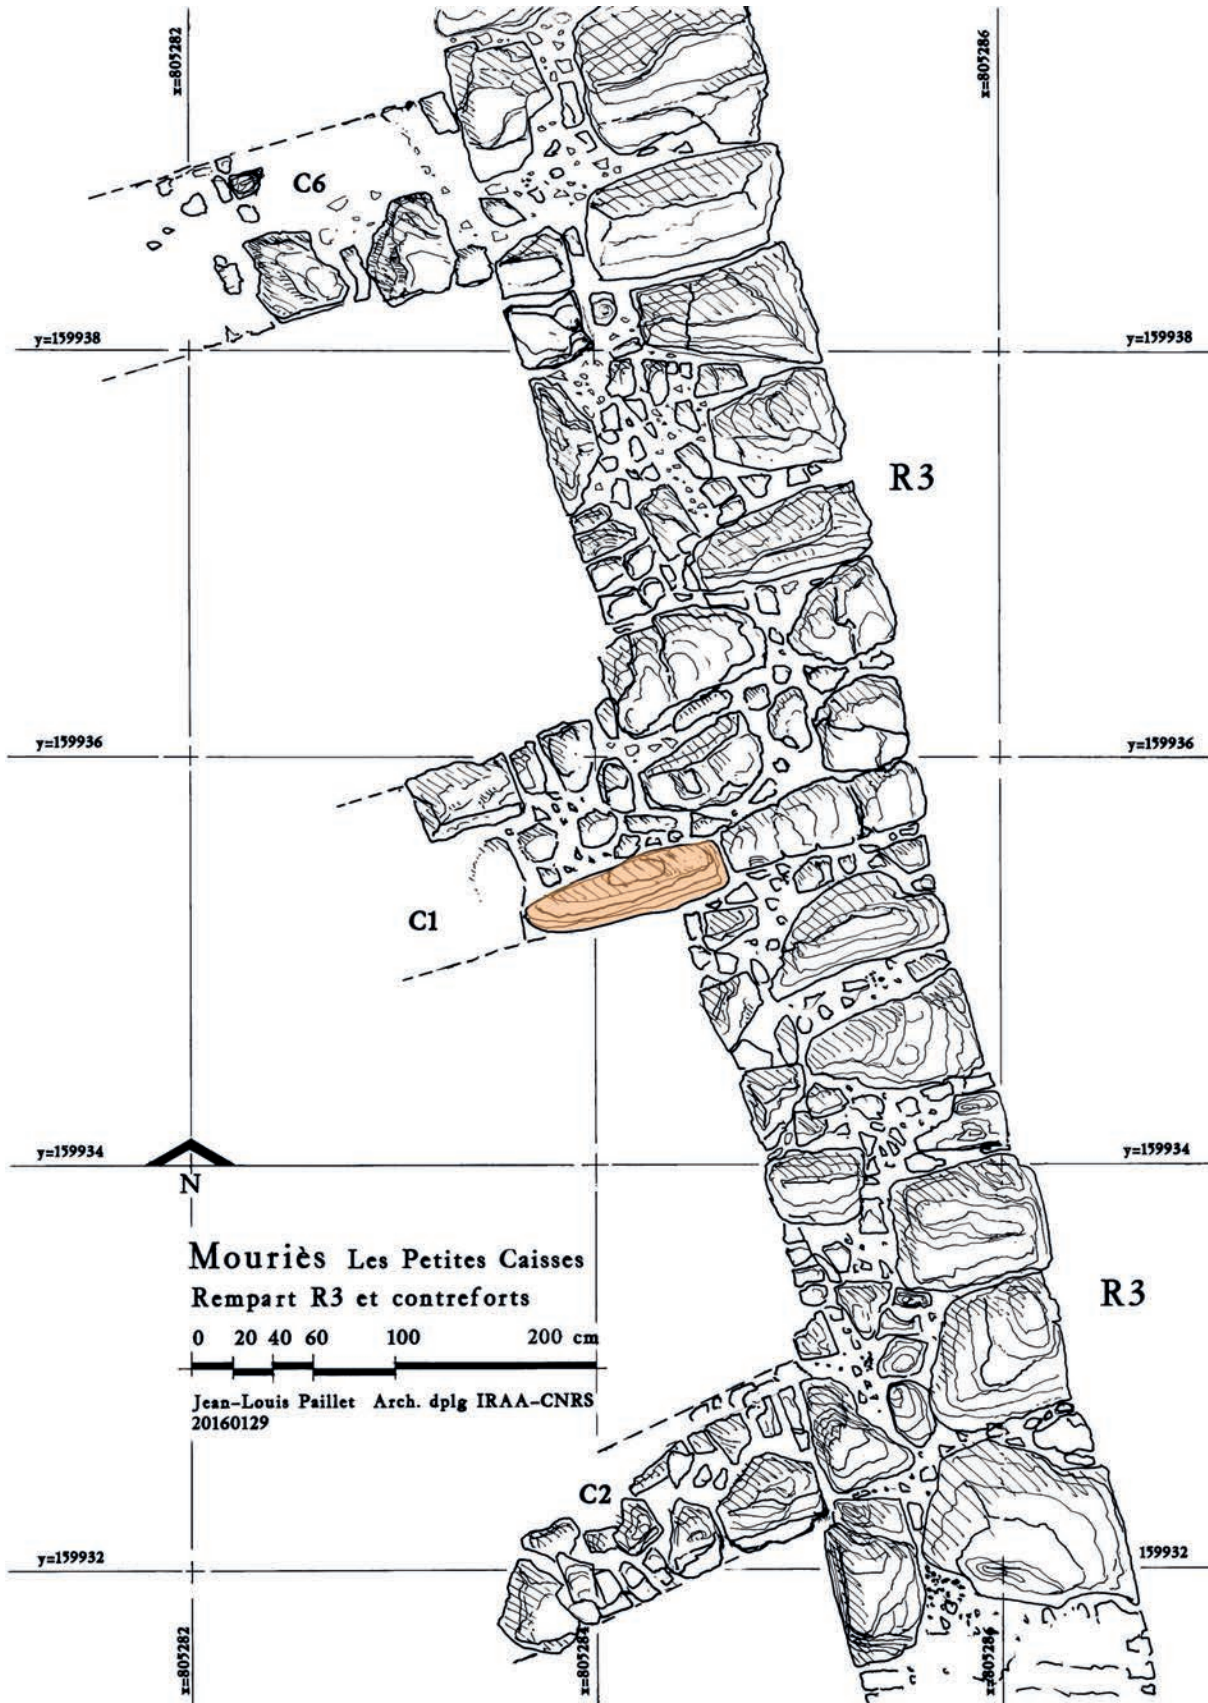 x=805282
x=805286
C6
y=159938
y=159938
R3
y=159936
y=159936
C1
y=159934
y=159934
N
Mouriès Les Petites Caisses
Rempart R3 et contreforts
0 20 40 60 100 200 cm
Jean-Louis Paillet Arch. dplg IRAA-CNRS
20160129
R3
C2
y=159932
159932
x=805282
x=805284
x=805286